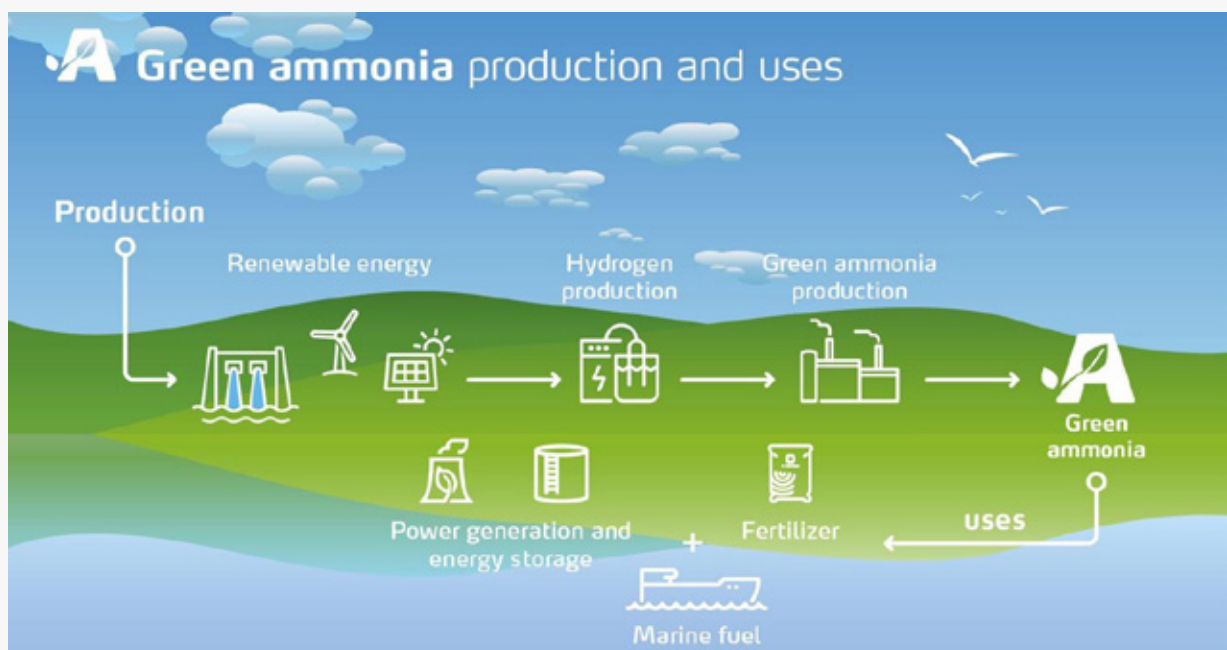 Green ammonia production and uses
Production
Renewable energy
Hydrogen
production
Green ammonia
production
Green
ammonia
uses
Power generation and
energy storage
+
Fertilizer
Marine fuel